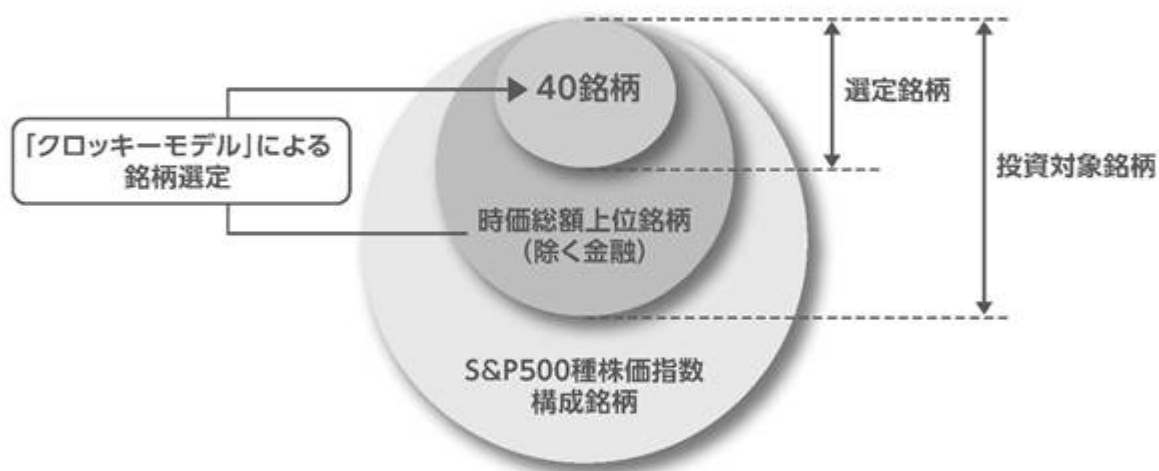 40銘柄
選定銘柄
「クロッキーモデル」による
銘柄選定
投資対象銘柄
時価総額上位銘柄
(除く金融)
S&P500種株価指数
構成銘柄